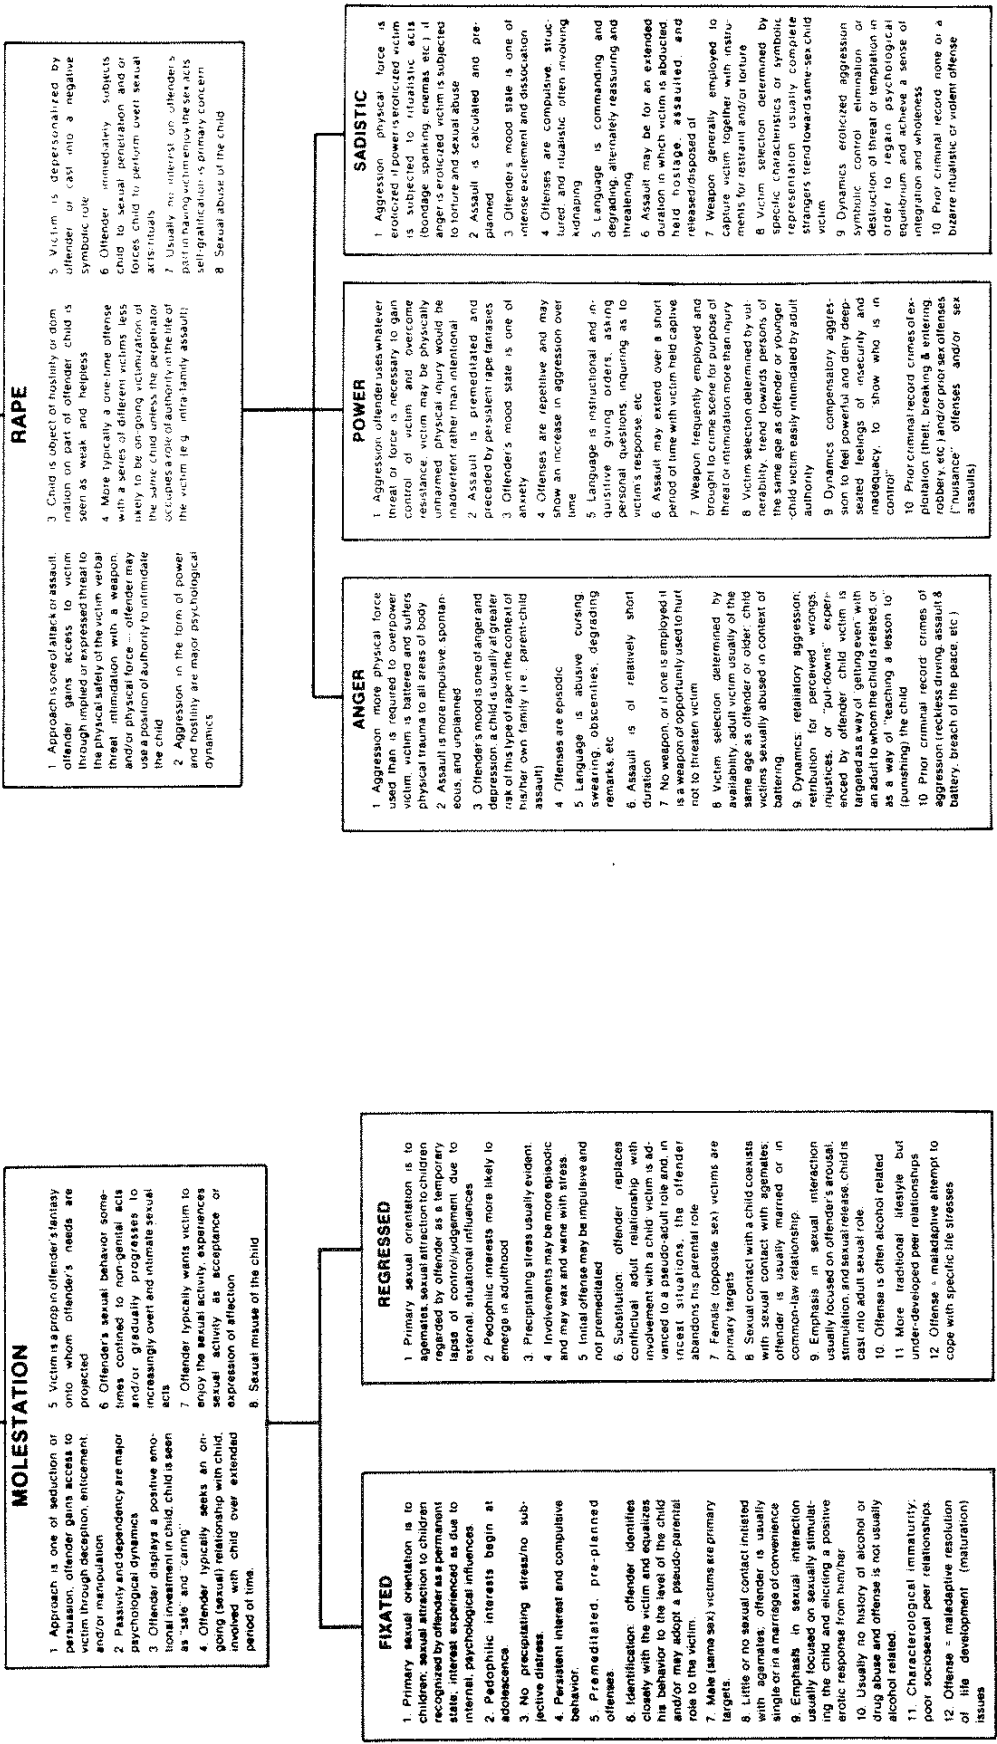 MOLESTATION
1 Approach is one of seduction or
persuasion, offender gains access to
victim through deception, enticement,
and/or manipulation
2 Passivity and dependency are major
psychological dynamics
3 Offender displays a positive emo-
tional investment in child, child is seen
as "safe" and "caring"
4. Offender typically seeks an on-
going (sexual) relationship with child,
involved with child over extended
period of time.
5 Victim is a prop in offender's fantasy
onto whom offender's needs are
projected
6 Offender's sexual behavior some-
times confined to non-genital acts
and/or gradually progresses to
increasingly overt and intimate sexual
acts
7 Offender typically wants victim to
enjoy the sexual activity, experiences
sexual activity as acceptance or
expression of affection
8. Sexual misuse of the child
RAPE
1 Approach is one of attack or assault,
offender gains access to victim
through implied or expressed threat to
the physical safety of the victim verbal
threat intimidation with a weapon,
and/or physical force -- offender may
use a position of authority to intimidate
the child
2 Aggression in the form of power
and hostility are major psychological
dynamics
3 Child is object of hostility or dom
ination on part of offender child is
seen as weak and helpless
4 More typically a one-time offense
with a series of different victims less
likely to be on-going victimization of
the same child unless the perpetrator
occupies a role of authority in the life of
the victim (e g intra-family assault)
5 Victim is depersonalized by
offender or cast into a negative
symbolic role
6 Offender immediately subjects
child to sexual penetration and or
forces child to perform overt sexual
acts rituals
7 Usually no interest on offender's
part in having victim enjoy the sex acts
self-gratification is primary concern
8 Sexual abuse of the child
FIXATED
1. Primary sexual orientation is to
children; sexual attraction to children
recognized by offender as a permanent
state; interest experienced as due to
internal, psychological influences.
2. Pedophilic interests begin at
adolescence.
3. No precipitating stress/no sub-
jective distress.
4. Persistent interest and compulsive
behavior.
5. Premeditated, pre-planned
offenses.
6. Identification: offender identifies
closely with the victim and equalizes
his behavior to the level of the child
and/or may adopt a pseudo-parental
role to the victim.
7. Male (same sex) victims are primary
targets.
8. Little or no sexual contact initiated
with agemates; offender is usually
single or in a marriage of convenience
9. Emphasis in sexual interaction
usually focused on sexually stimulat-
ing the child and eliciting a positive
erotic response from him/her
10. Usually no history of alcohol or
drug abuse and offense is not usually
alcohol related.
11. Characterological immaturity;
poor sociosexual peer relationships.
12. Offense = maladaptive resolution
of life development (maturation)
issues
REGRESSED
1 Primary sexual orientation is to
agemates, sexual attraction to children
regarded by offender as a temporary
lapse of control/judgement due to
external, situational influences
2 Pedophilic interests more likely to
emerge in adulthood
3. Precipitating stress usually evident.
4 Involvements may be more episodic
and may wax and wane with stress.
5 Initial offense may be impulsive and
not premeditated
6. Substitution: offender replaces
conflictual adult relationship with
involvement with a child' victim is ad-
vanced to a pseudo-adult role and, in
incest situations, the offender
abandons his parental role
7 Female (opposite sex) victims are
primary targets
8 Sexual contact with a child coexists
with sexual contact with agemates;
offender is usually married or in
common-law relationship.
9. Emphasis in sexual interaction
usually focused on offender's arousal,
stimulation, and sexual release, child is
cast into adult sexual role.
10. Offense is often alcohol related
11 More traditional lifestyle but
under-developed peer relationships
12 Offense = maladaptive attempt to
cope with specific life stresses
ANGER
1 Aggression more physical force
used than is required to overpower
victim, victim is battered and suffers
physical trauma to all areas of body
2 Assault is more impulsive, spontan-
eous, and unplanned
3 Offender's mood is one of anger and
depression, a child is usually at greater
risk of this type of rape in the context of
his/her own family (i.e , parent-child
assault)
4 Offenses are episodic
5 Language is abusive cursing,
swearing, obscenities, degrading
remarks, etc
6. Assault is of relatively short
duration
7 No weapon, or if one is employed it
is a weapon of opportunity used to hurt
not to threaten victim
8 Victim selection determined by
availability, adult victim usually of the
same age as offender or older; child
victims sexually abused in context of
battering.
9. Dynamics: retaliatory aggression;
retribution for perceived wrongs,
injustices, or "put-downs" experi-
enced by offender child victim is
targeted as a way of getting even with
an adult to whom the child is related, or
as a way of "teaching a lesson to"
(punishing) the child
10 Prior criminal record crimes of
aggression (reckless driving, assault &
battery, breach of the peace, etc )
POWER
1 Aggression offender uses whatever
threat or force is necessary to gain
control of victim and overcome
resistance, victim may be physically
unharmed physical injury would be
inadvertent rather than intentional
2 Assault is premeditated and
preceded by persistent rape fantasies
3 Offender's mood state is one of
anxiety
4 Offenses are repetitive and may
show an increase in aggression over
time
5 Language is instructional and in-
quisitive giving orders, asking
personal questions, inquiring as to
victim's response, etc
6 Assault may extend over a short
period of time with victim held captive
7 Weapon frequently employed and
brought to crime scene for purpose of
threat or intimidation more than injury
8 Victim selection determined by vul-
nerability, trend towards persons of
the same age as offender or younger
child victim easily intimidated by adult
authority
9 Dynamics compensatory aggres-
sion to feel powerful and deny deep-
seated feelings of insecurity and
inadequacy, to "show who is in
control"
10 Prior criminal record crimes of ex-
ploitation (theft, breaking & entering,
robbery, etc ) and/or prior sex offenses
("nuisance" offenses and/or sex
assaults)
SADISTIC
1 Aggression physical force is
eroticized if power is eroticized victim
is subjected to ritualistic acts
(bondage spanking, enemas etc ) if
anger is eroticized victim is subjected
to torture and sexual abuse
2 Assault is calculated and pre-
planned
3 Offender's mood state is one of
intense excitement and dissociation
4 Offenses are compulsive, struc-
tured, and ritualistic often involving
kidnaping
5 Language is commanding and
degrading, alternately reassuring and
threatening
6 Assault may be for an extended
duration in which victim is abducted,
held hostage, assaulted, and
released/disposed of
7 Weapon generally employed to
capture victim together with instru-
ments for restraint and/or torture
8 Victim selection determined by
specific characteristics or symbolic
representation usually complete
strangers trend toward same-sex child
victim
9 Dynamics eroticized aggression
symbolic control, elimination or
destruction of threat or temptation in
order to regain psychological
equilibrium and achieve a sense of
integration and wholeness
10 Prior criminal record none or a
bizarre ritualistic or violent offense